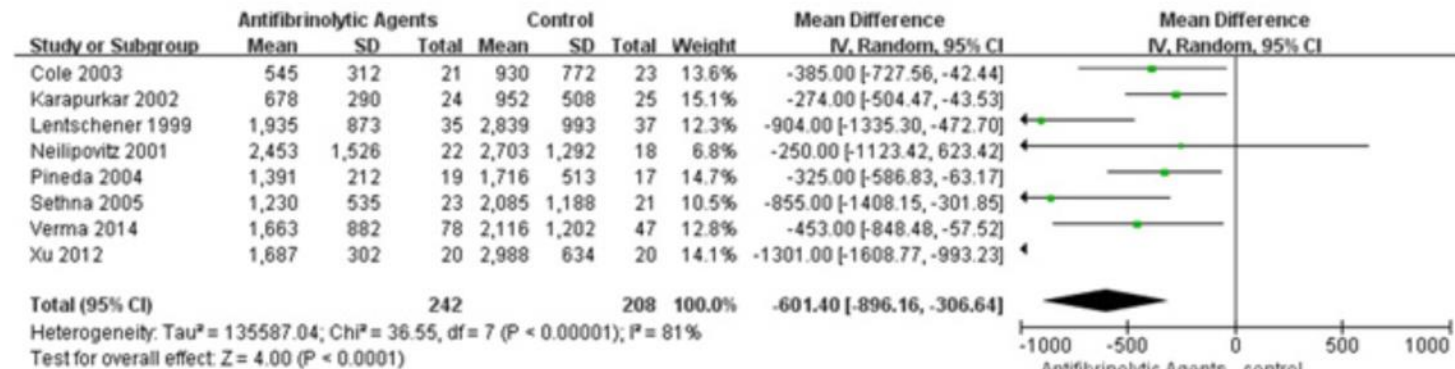 Antifibrinolytic Agents Control Mean Difference Mean Difference
Study or Subgroup Mean SD Total Mean SD Total Weight IV, Random, 95% CI IV, Random, 95% CI
Cole 2003 545 312 21 930 772 23 13.6% -385.00 [-727.56, -42.44]
Karapurkar 2002 678 290 24 952 508 25 15.1% -274.00 [-504.47, -43.53]
Lentschener 1999 1,935 873 35 2,839 993 37 12.3% -904.00 [-1335.30, -472.70]
Neilipovitz 2001 2,453 1,526 22 2,703 1,292 18 6.8% -250.00 [-1123.42, 623.42]
Pineda 2004 1,391 212 19 1,716 513 17 14.7% -325.00 [-586.83, -63.17]
Sethna 2005 1,230 535 23 2,085 1,188 21 10.5% -855.00 [-1408.15, -301.85]
Verma 2014 1,663 882 78 2,116 1,202 47 12.8% -453.00 [-848.48, -57.52]
Xu 2012 1,687 302 20 2,988 634 20 14.1% -1301.00 [-1608.77, -993.23]
Total (95% CI) 242 208 100.0% -601.40 [-896.16, -306.64]
Heterogeneity: Tau² = 135587.04; Chi² = 36.55, df = 7 (P < 0.00001); I² = 81%
Test for overall effect: Z = 4.00 (P < 0.0001)
-1000 -500 0 500 1000
Antifibrinolytic Agents control